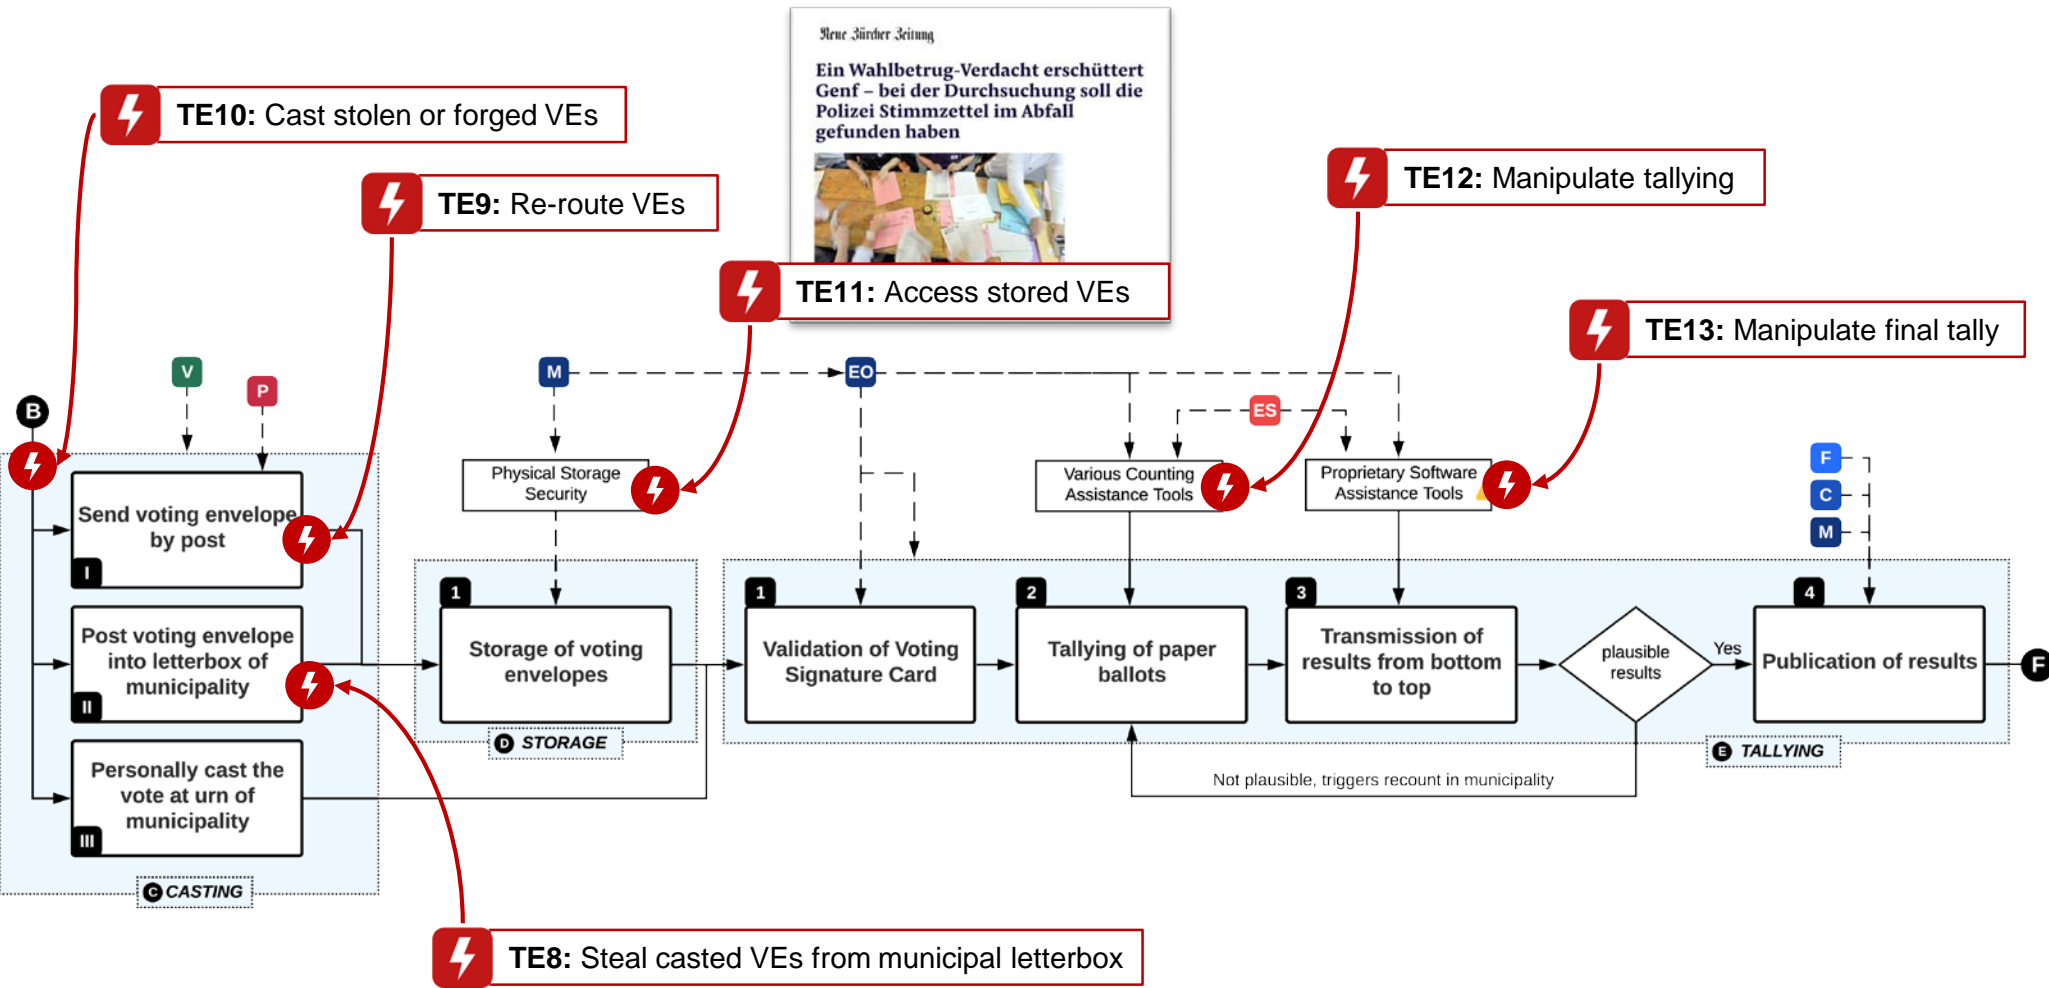 Neue Zürcher Zeitung
Ein Wahlbetrug-Verdacht erschüttert
Genf – bei der Durchsuchung soll die
Polizei Stimmzettel im Abfall
gefunden haben
TE10: Cast stolen or forged VEs
TE9: Re-route VEs
TE12: Manipulate tallying
TE11: Access stored VEs
TE13: Manipulate final tally
V
P
M
EO
B
ES
F
C
M
Physical Storage
Security
Various Counting
Assistance Tools
Proprietary Software
Assistance Tools
Send voting envelope
by post
I
Post voting envelope
into letterbox of
municipality
II
Personally cast the
vote at urn of
municipality
III
C CASTING
1
Storage of voting
envelopes
D STORAGE
1
Validation of Voting
Signature Card
2
Tallying of paper
ballots
3
Transmission of
results from bottom
to top
plausible
results
Yes
4
Publication of results
F
E TALLYING
Not plausible, triggers recount in municipality
TE8: Steal casted VEs from municipal letterbox